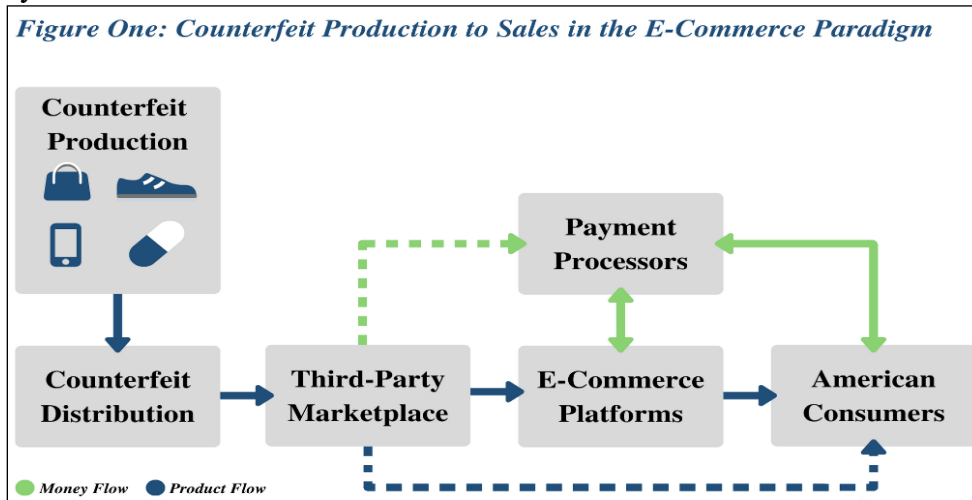 Figure One: Counterfeit Production to Sales in the E-Commerce Paradigm
Counterfeit
Production
Payment
Processors
Counterfeit
Distribution
Third-Party
Marketplace
E-Commerce
Platforms
American
Consumers
Money Flow
Product Flow